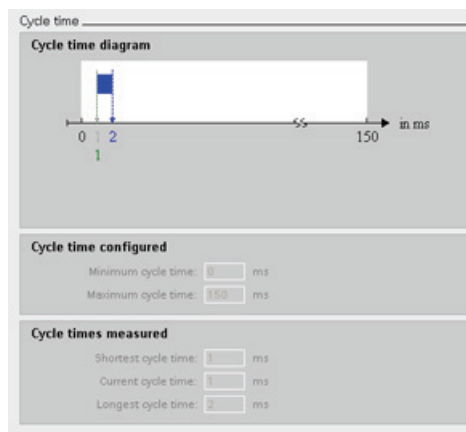 Cycle time
Cycle time diagram
0 1 2 150 in ms
1
Cycle time configured
Minimum cycle time: 0 ms
Maximum cycle time: 150 ms
Cycle times measured
Shortest cycle time: 1 ms
Current cycle time: 1 ms
Longest cycle time: 2 ms